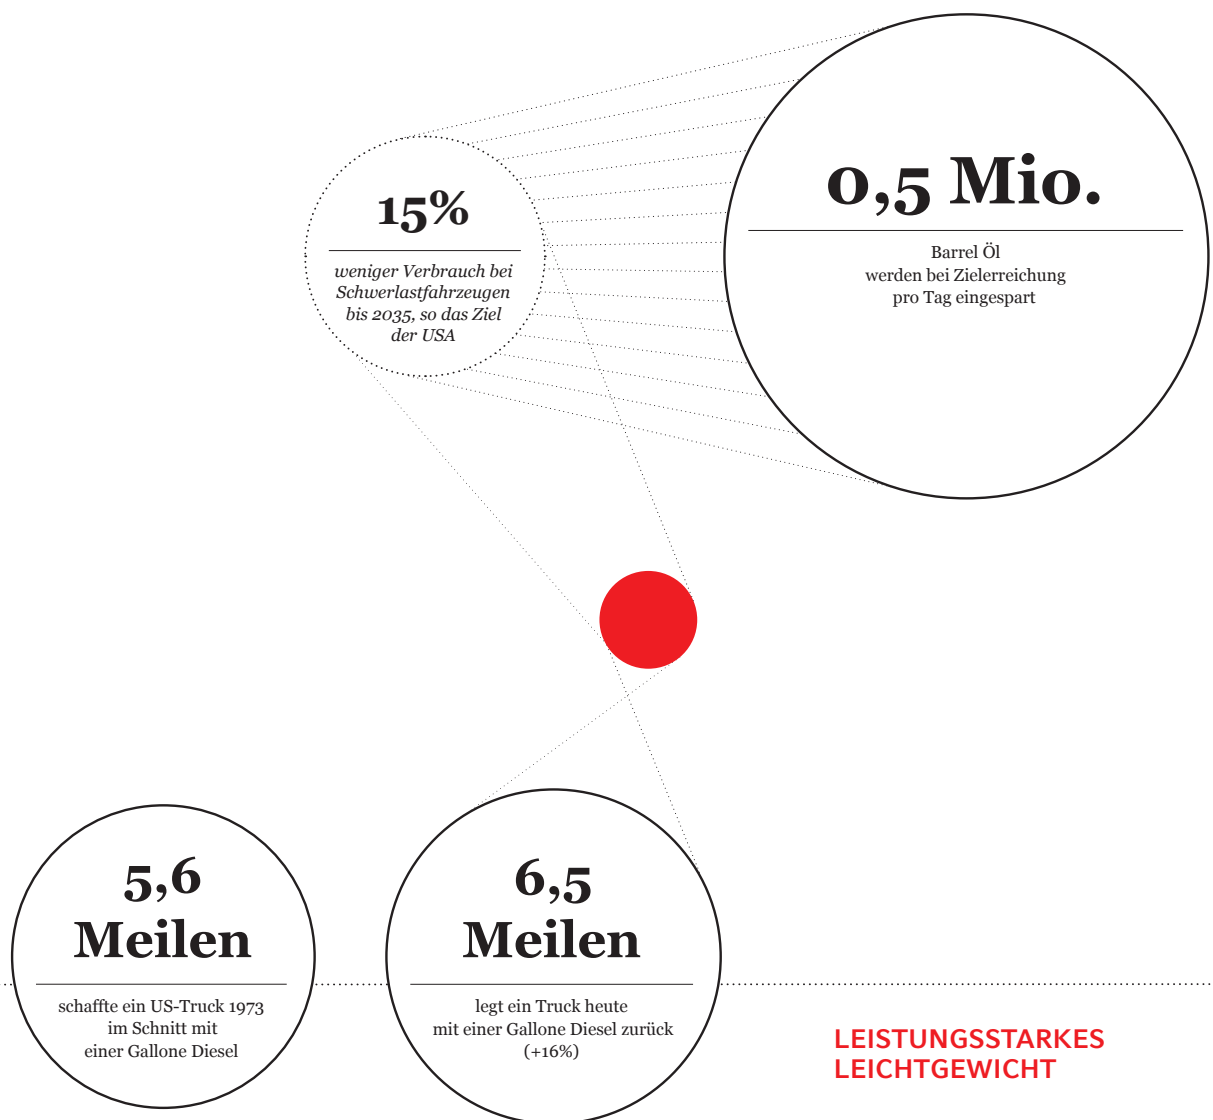 15%
weniger Verbrauch bei
Schwerlastfahrzeugen
bis 2035, so das Ziel
der USA
0,5 Mio.
Barrel Öl
werden bei Zielerreichung
pro Tag eingespart
5,6
Meilen
schaffte ein US-Truck 1973
im Schnitt mit
einer Gallone Diesel
6,5
Meilen
legt ein Truck heute
mit einer Gallone Diesel zurück
(+16%)
LEISTUNGSSTARKES
LEICHTGEWICHT